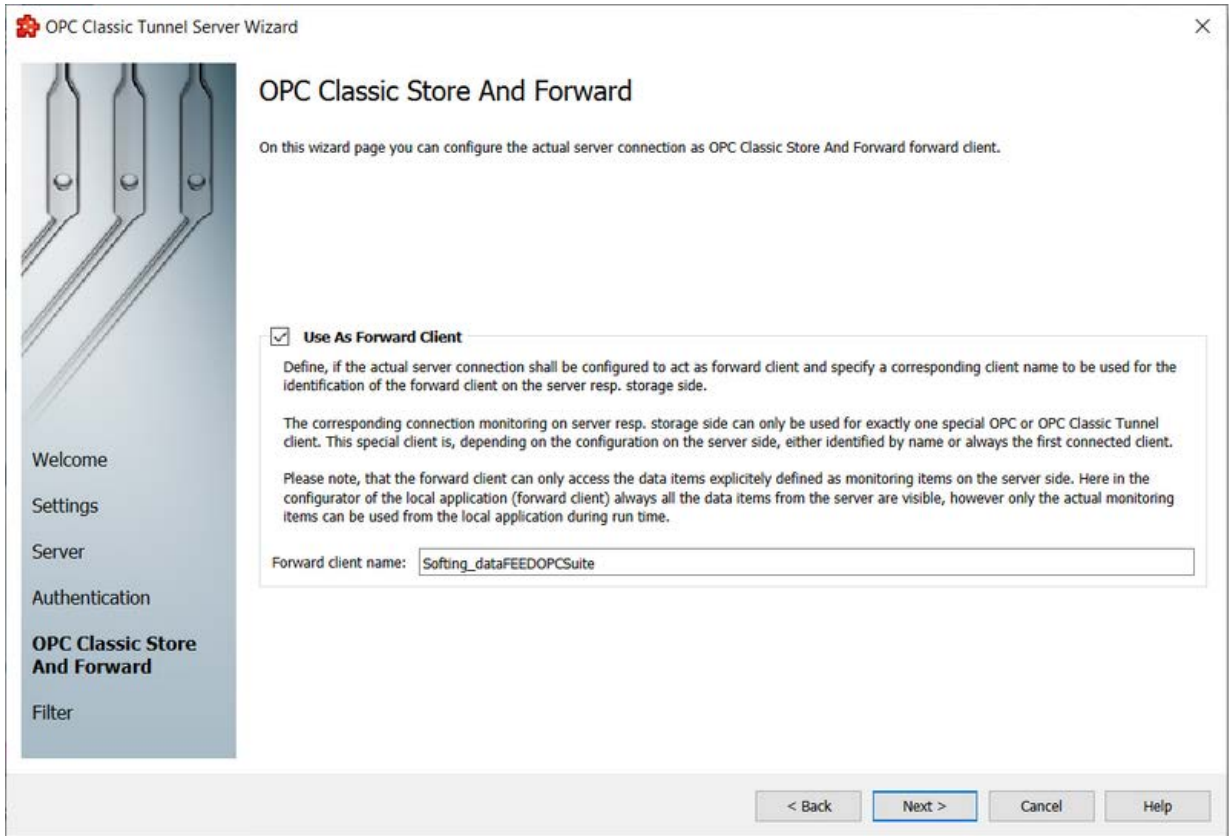 OPC Classic Tunnel Server Wizard
OPC Classic Store And Forward
On this wizard page you can configure the actual server connection as OPC Classic Store And Forward forward client.
Use As Forward Client
Define, if the actual server connection shall be configured to act as forward client and specify a corresponding client name to be used for the
identification of the forward client on the server resp. storage side.
The corresponding connection monitoring on server resp. storage side can only be used for exactly one special OPC or OPC Classic Tunnel
client. This special client is, depending on the configuration on the server side, either identified by name or always the first connected client.
Please note, that the forward client can only access the data items explicitely defined as monitoring items on the server side. Here in the
configurator of the local application (forward client) always all the data items from the server are visible, however only the actual monitoring
items can be used from the local application during run time.
Forward client name: Softing_dataFEEDOPCSuite
Welcome
Settings
Server
Authentication
OPC Classic Store
And Forward
Filter
< Back
Next >
Cancel
Help